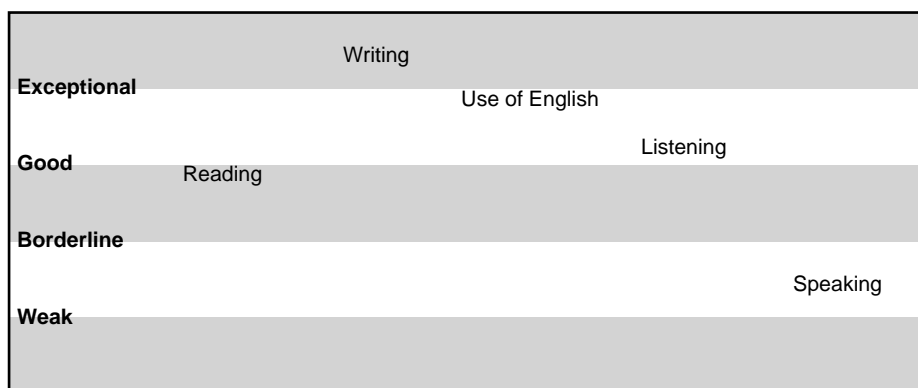 Writing
Exceptional
Use of English
Listening
Good
Reading
Borderline
Speaking
Weak